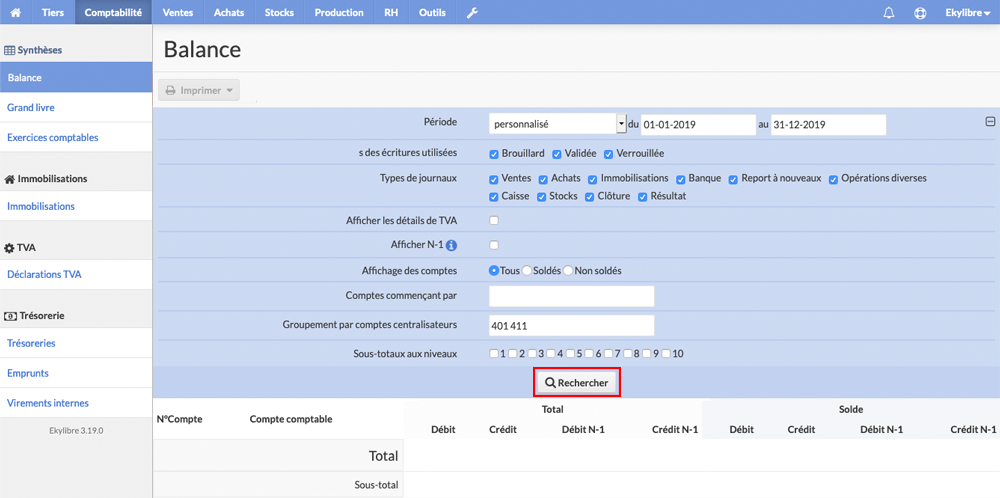 Tiers Comptabilité Ventes Achats Stocks Production RH Outils Ekylibre
Synthèses
Balance
Grand livre
Exercices comptables
Immobilisations
Immobilisations
TVA
Déclarations TVA
Trésorerie
Trésoreries
Emprunts
Virements internes
Ekylibre 3.19.0
Balance
Imprimer
Période personnalisé du 01-01-2019 au 31-12-2019
s des écritures utilisées Brouillard Validée Verrouillée
Types de journaux Ventes Achats Immobilisations Banque Report à nouveaux Opérations diverses
Caisse Stocks Clôture Résultat
Afficher les détails de TVA
Afficher N-1
Affichage des comptes Tous Soldés Non soldés
Comptes commençant par
Groupement par comptes centralisateurs 401 411
Sous-totaux aux niveaux 1 2 3 4 5 6 7 8 9 10
Rechercher
N°Compte Compte comptable Total Solde
Débit Crédit Débit N-1 Crédit N-1 Débit Crédit Débit N-1 Crédit N-1
Total
Sous-total